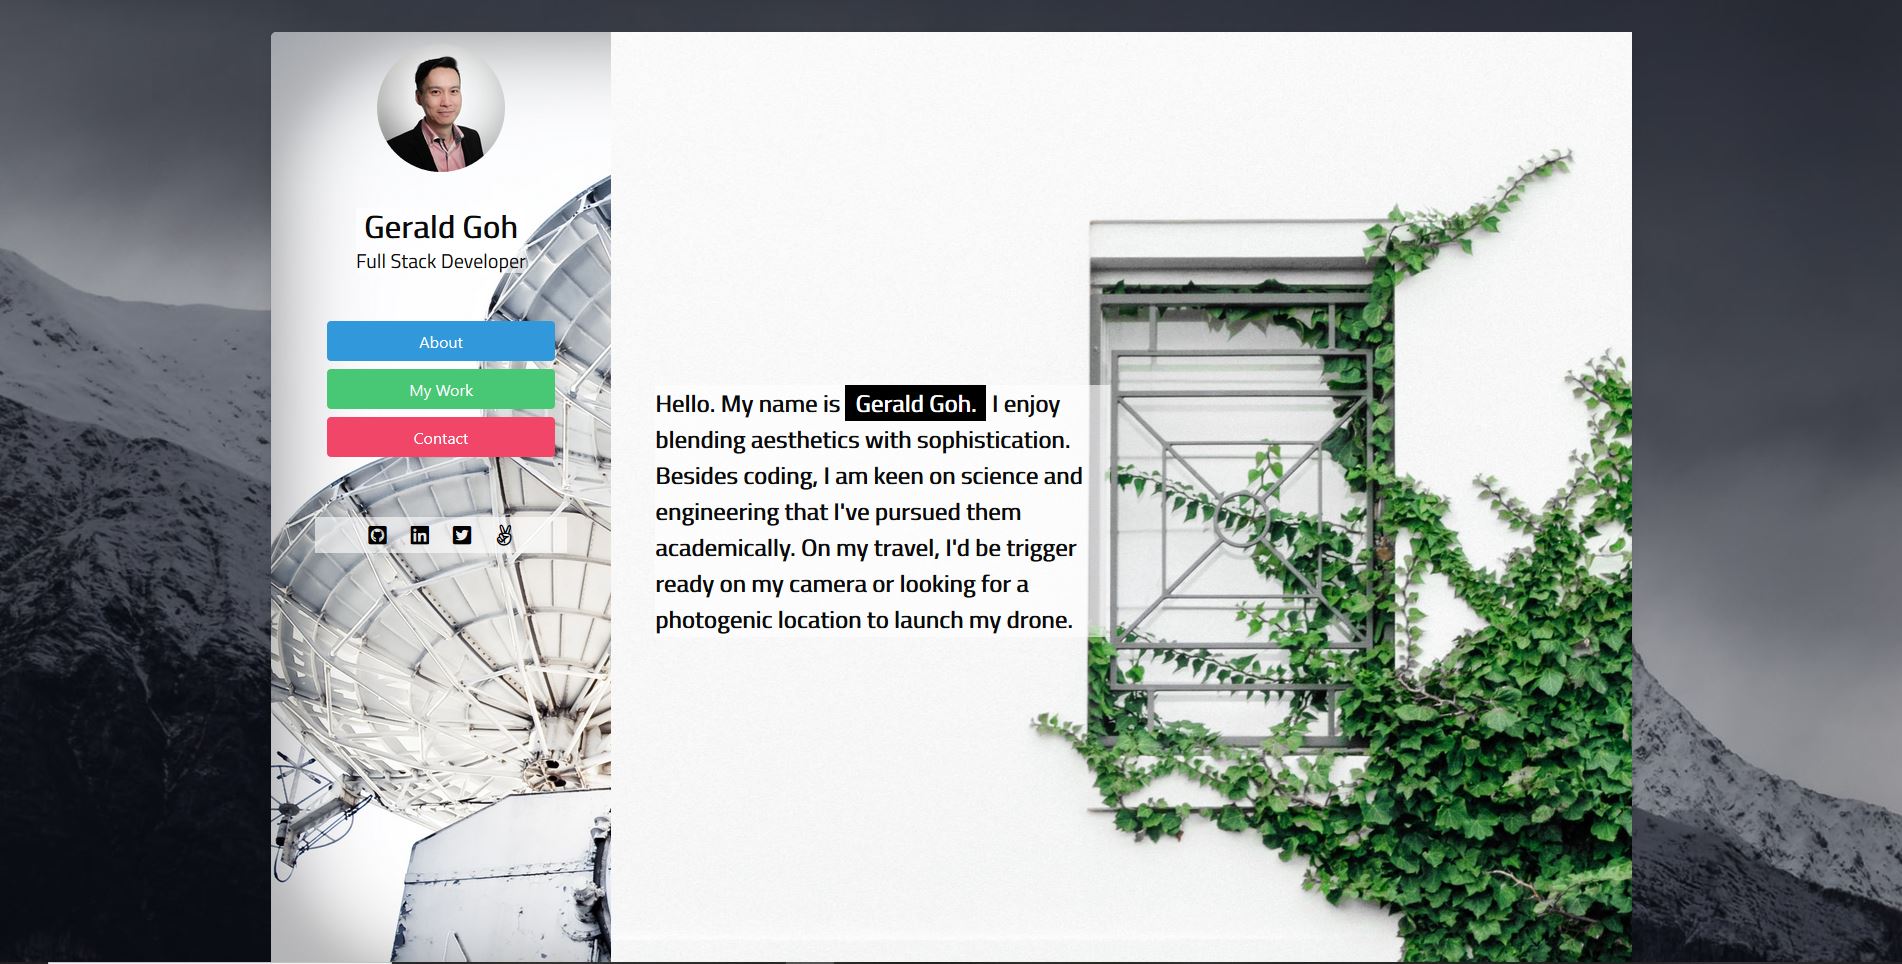 Gerald Goh
Full Stack Developer
About
My Work
Contact
Hello. My name is Gerald Goh. I enjoy
blending aesthetics with sophistication.
Besides coding, I am keen on science and
engineering that I've pursued them
academically. On my travel, I'd be trigger
ready on my camera or looking for a
photogenic location to launch my drone.